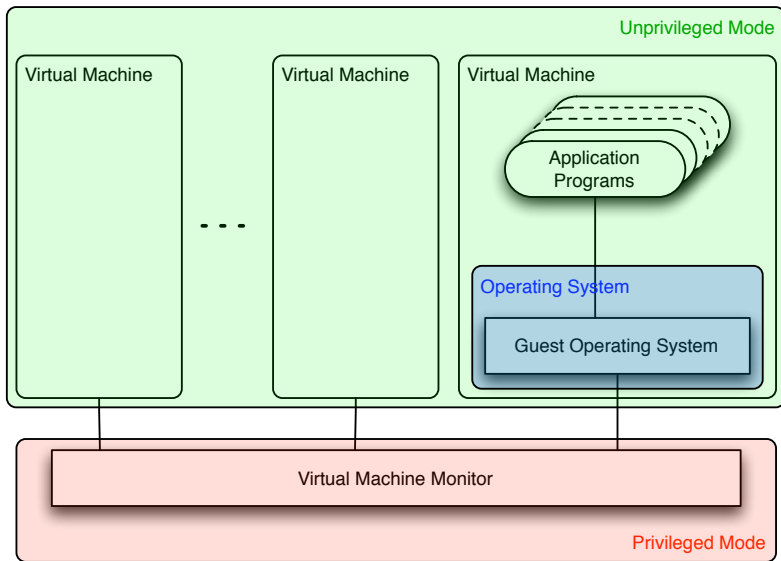 Unprivileged Mode
Virtual Machine
Virtual Machine
Virtual Machine
Application
Programs
Operating System
Guest Operating System
Virtual Machine Monitor
Privileged Mode